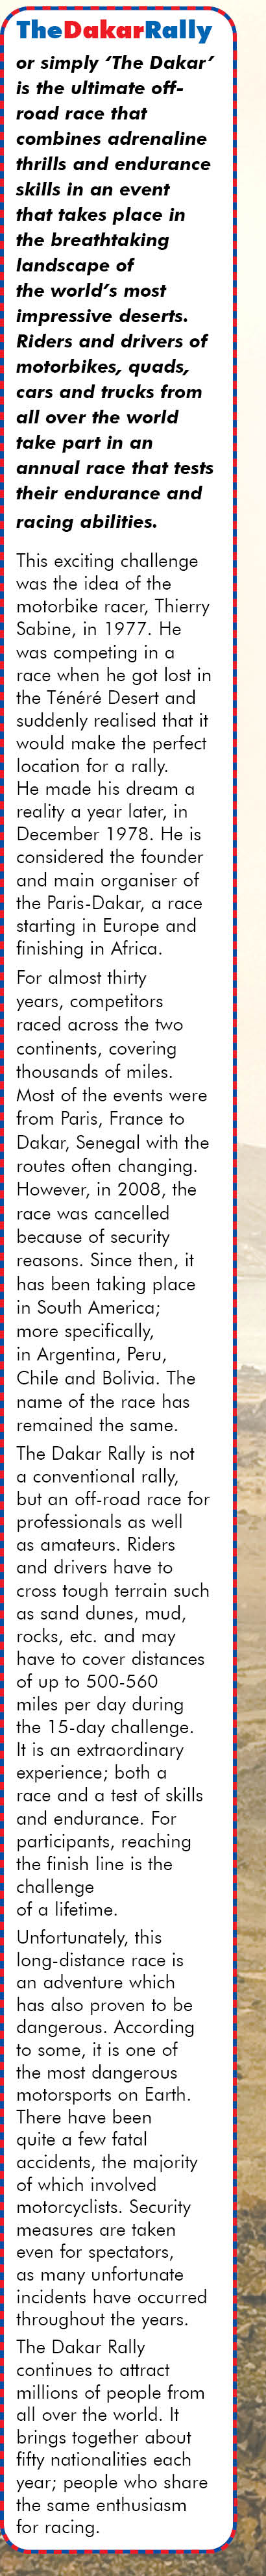 TheDakarRally
or simply ‘The Dakar’
is the ultimate off-
road race that
combines adrenaline
thrills and endurance
skills in an event
that takes place in
the breathtaking
landscape of
the world’s most
impressive deserts.
Riders and drivers of
motorbikes, quads,
cars and trucks from
all over the world
take part in an
annual race that tests
their endurance and
racing abilities.
This exciting challenge
was the idea of the
motorbike racer, Thierry
Sabine, in 1977. He
was competing in a
race when he got lost in
the Ténéré Desert and
suddenly realised that it
would make the perfect
location for a rally.
He made his dream a
reality a year later, in
December 1978. He is
considered the founder
and main organiser of
the Paris-Dakar, a race
starting in Europe and
finishing in Africa.
For almost thirty
years, competitors
raced across the two
continents, covering
thousands of miles.
Most of the events were
from Paris, France to
Dakar, Senegal with the
routes often changing.
However, in 2008, the
race was cancelled
because of security
reasons. Since then, it
has been taking place
in South America;
more specifically,
in Argentina, Peru,
Chile and Bolivia. The
name of the race has
remained the same.
The Dakar Rally is not
a conventional rally,
but an off-road race for
professionals as well
as amateurs. Riders
and drivers have to
cross tough terrain such
as sand dunes, mud,
rocks, etc. and may
have to cover distances
of up to 500-560
miles per day during
the 15-day challenge.
It is an extraordinary
experience; both a
race and a test of skills
and endurance. For
participants, reaching
the finish line is the
challenge
of a lifetime.
Unfortunately, this
long-distance race is
an adventure which
has also proven to be
dangerous. According
to some, it is one of
the most dangerous
motorsports on Earth.
There have been
quite a few fatal
accidents, the majority
of which involved
motorcyclists. Security
measures are taken
even for spectators,
as many unfortunate
incidents have occurred
throughout the years.
The Dakar Rally
continues to attract
millions of people from
all over the world. It
brings together about
fifty nationalities each
year; people who share
the same enthusiasm
for racing.